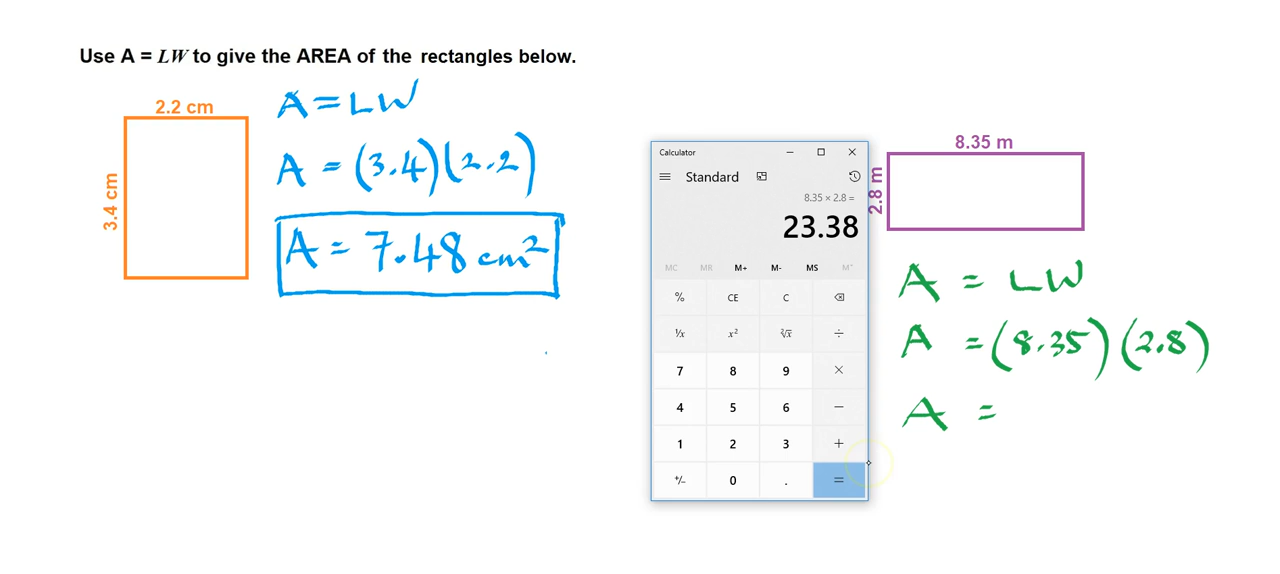 Use A = LW to give the AREA of the rectangles below.
2.2 cm
3.4 cm
A = LW
A = (3.4)(2.2)
A = 7.48 cm²
Calculator
Standard
8.35 × 2.8 =
23.38
MC MR M+ M- MS M˅
% CE C
¹/x x² ²√x ÷
7 8 9 ×
4 5 6 −
1 2 3 +
+/− 0 . =
8.35 m
2.8 m
A = LW
A = (8.35)(2.8)
A =